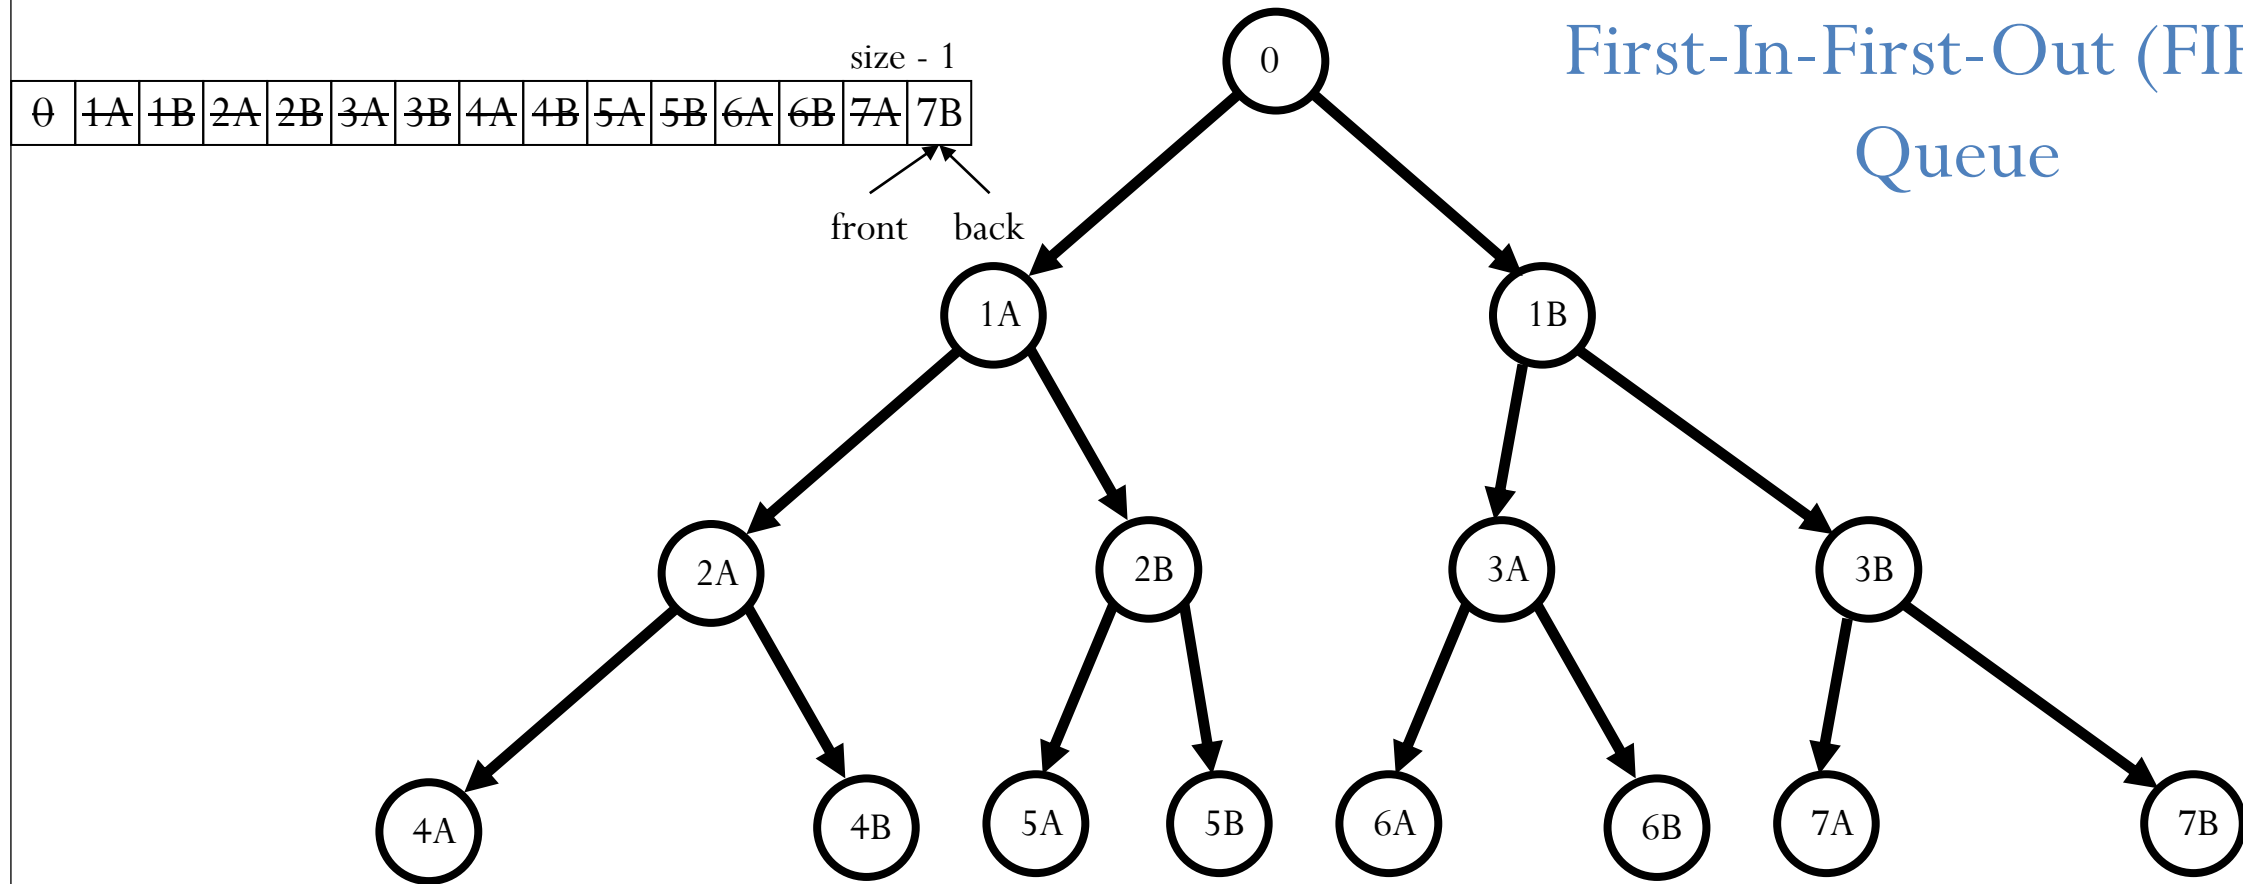 First-In-First-Out (FIF
Queue
size - 1
0 1A 1B 2A 2B 3A 3B 4A 4B 5A 5B 6A 6B 7A 7B
front back
0
1A 1B
2A 2B 3A 3B
4A 4B 5A 5B 6A 6B 7A 7B